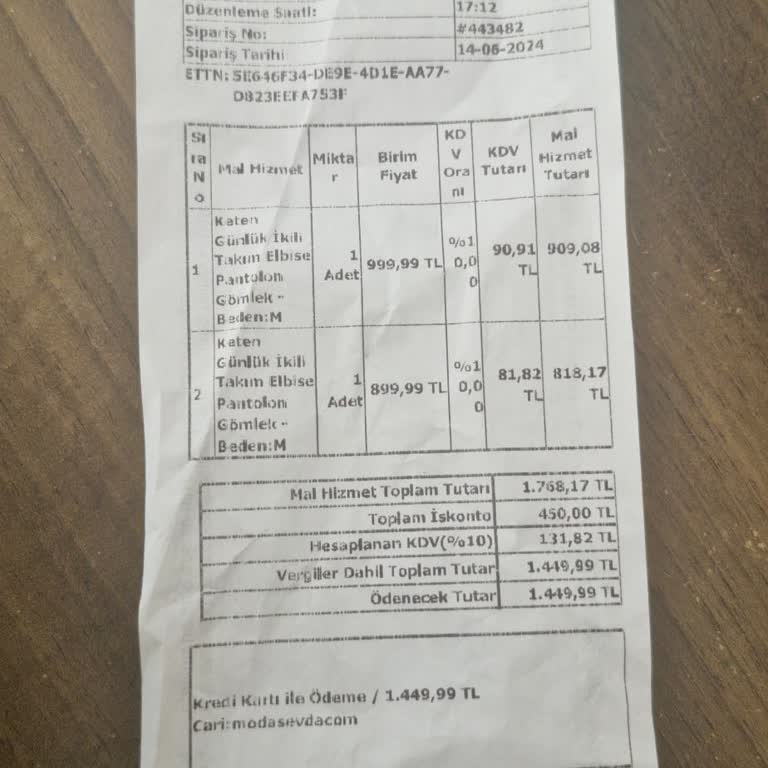 Düzenleme Saati: 17:12
Sipariş No: #443482
Sipariş Tarihi 14-06-2024
ETTN: 5E646F34-DE9E-4D1E-AA77-
D823EEFA753F
Sı
ra
N
o
Mal Hizmet
Mikta
r
Birim
Fiyat
KD
V
Ora
nı
KDV
Tutarı
Mal
Hizmet
Tutarı
1
Keten
Günlük İkili
Takım Elbise
Pantolon
Gömlek -
Beden:M
1
Adet
999,99 TL
%1
0,0
0
90,91
TL
909,08
TL
2
Keten
Günlük İkili
Takım Elbise
Pantolon
Gömlek -
Beden:M
1
Adet
899,99 TL
%1
0,0
0
81,82
TL
818,17
TL
Mal Hizmet Toplam Tutarı 1.768,17 TL
Toplam İskonto 450,00 TL
Hesaplanan KDV(%10) 131,82 TL
Vergiler Dahil Toplam Tutar 1.449,99 TL
Ödenecek Tutar 1.449,99 TL
Kredi Kartı ile Ödeme / 1.449,99 TL
Cari:modasevdacom